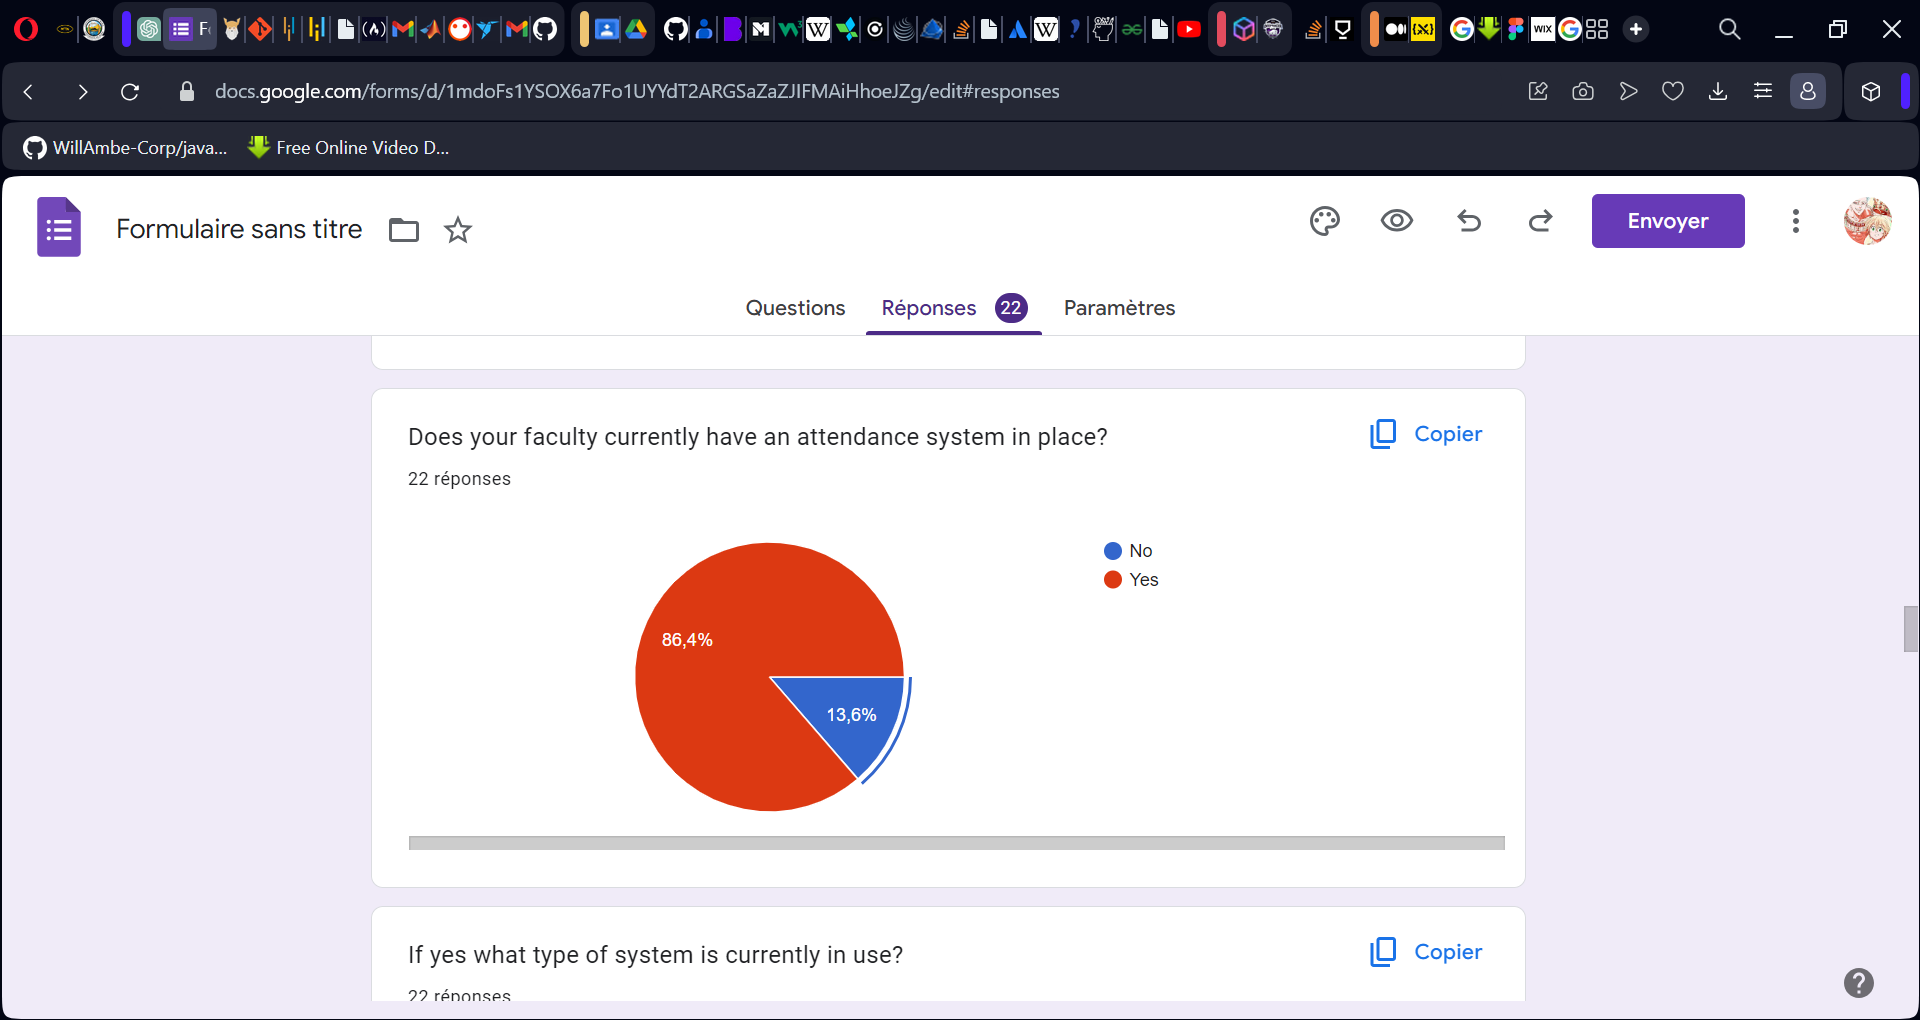 docs.google.com/forms/d/1mdoFs1YSOX6a7Fo1UYYdT2ARGSaZaZJIFMAiHhoeJZg/edit#responses
WillAmbe-Corp/java...
Free Online Video D...
Formulaire sans titre
Envoyer
Questions
Réponses 22
Paramètres
Does your faculty currently have an attendance system in place?
Copier
22 réponses
No
Yes
86,4%
13,6%
If yes what type of system is currently in use?
Copier
22 réponses